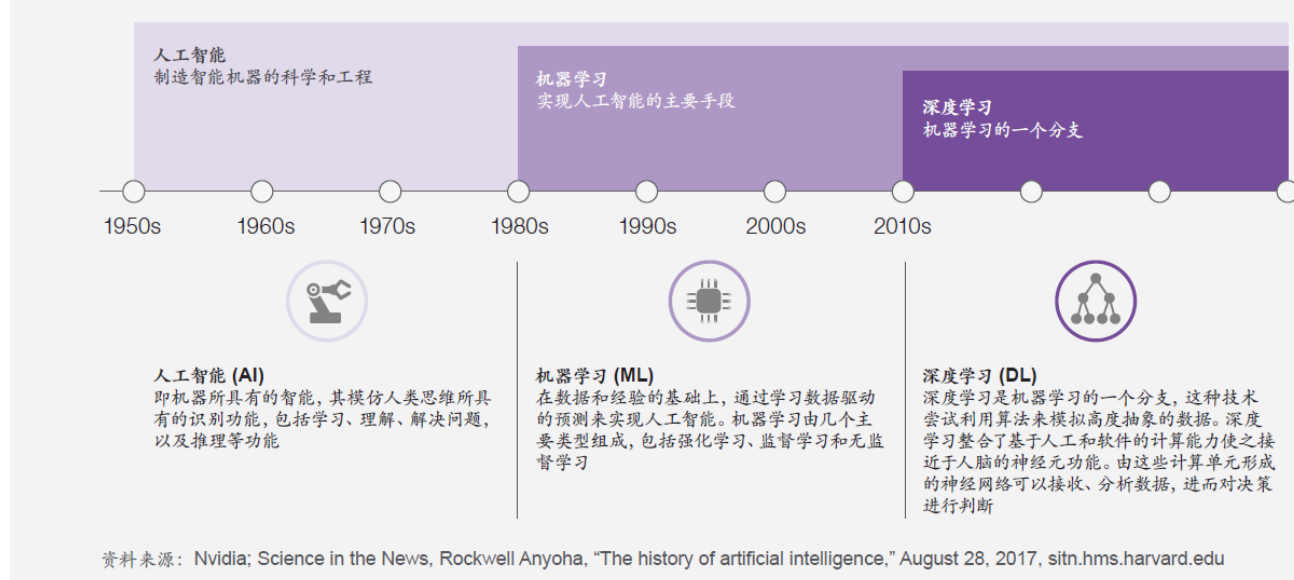 人工智能
制造智能机器的科学和工程
机器学习
实现人工智能的主要手段
深度学习
机器学习的一个分支
1950s 1960s 1970s 1980s 1990s 2000s 2010s
人工智能 (AI)
即机器所具有的智能, 其模仿人类思维所具
有的识别功能, 包括学习、理解、解决问题,
以及推理等功能
机器学习 (ML)
在数据和经验的基础上, 通过学习数据驱动
的预测来实现人工智能。机器学习由几个主
要类型组成, 包括强化学习、监督学习和无监
督学习
深度学习 (DL)
深度学习是机器学习的一个分支, 这种技术
尝试利用算法来模拟高度抽象的数据。深度
学习整合了基于人工和软件的计算能力使之接
近于人脑的神经元功能。由这些计算单元形成
的神经网络可以接收、分析数据, 进而对决策
进行判断
资料来源: Nvidia; Science in the News, Rockwell Anyoha, “The history of artificial intelligence,” August 28, 2017, sitn.hms.harvard.edu